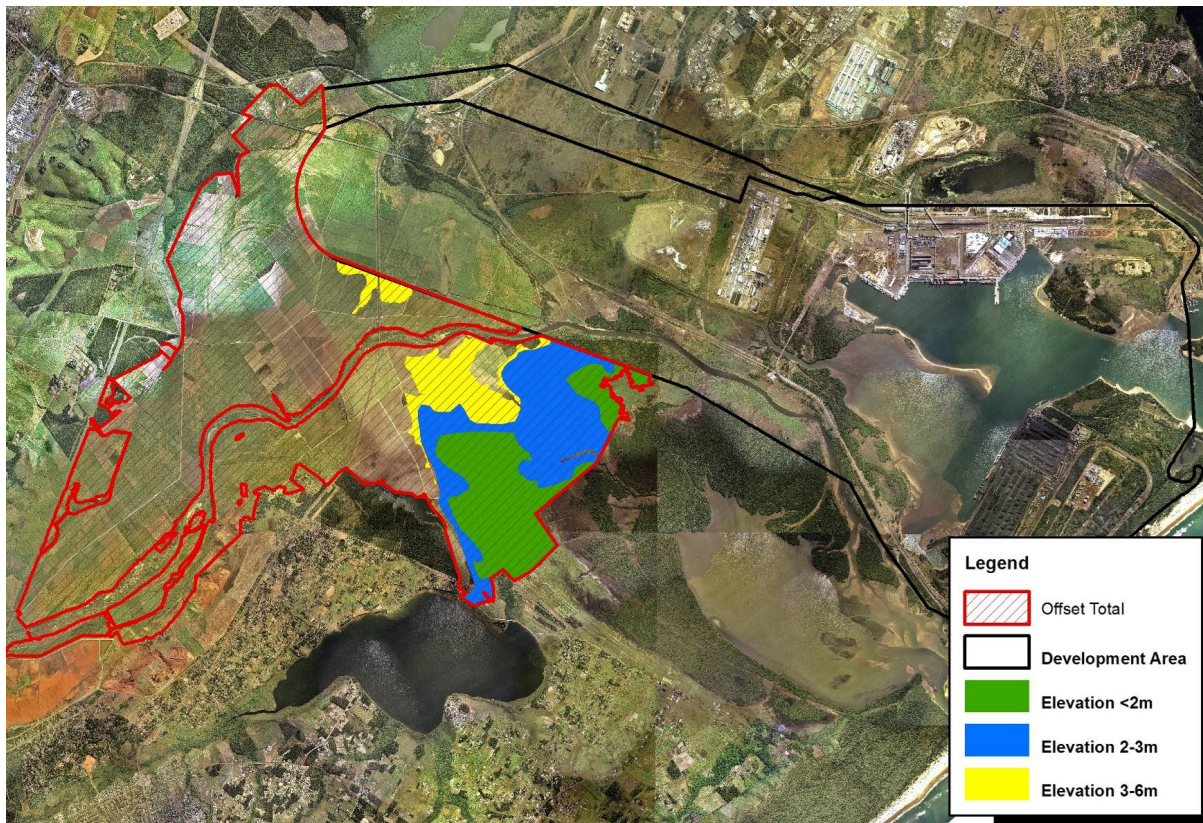 Legend
Offset Total
Development Area
Elevation <2m
Elevation 2-3m
Elevation 3-6m